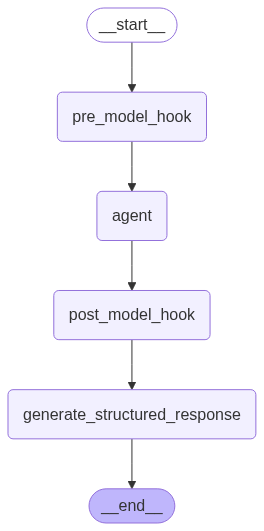 __start__
pre_model_hook
agent
post_model_hook
generate_structured_response
__end__